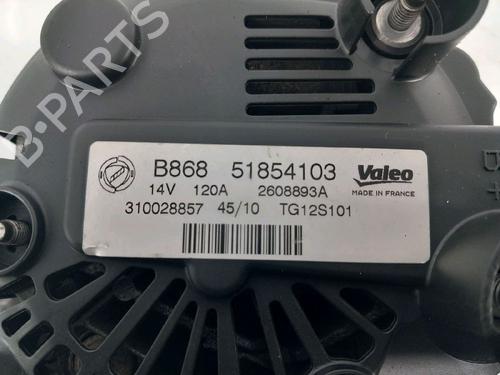 B-PARTS
B868 51854103
14V 120A 2608893A
310028857 45/10 TG12S101
Valeo
MADE IN FRANCE
B+